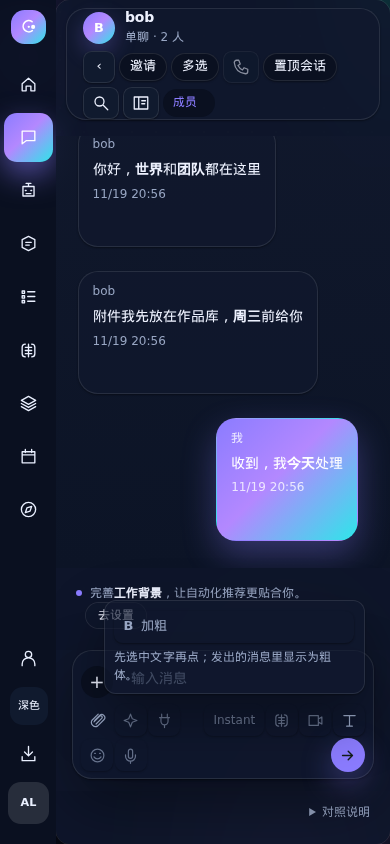 B
bob
单聊 · 2 人
‹ 邀请 多选 置顶会话
成员
bob
你好，世界和团队都在这里
11/19 20:56
bob
附件我先放在作品库，周三前给你
11/19 20:56
我
收到，我今天处理
11/19 20:56
完善工作背景，让自动化推荐更贴合你。
去设置
B 加粗
先选中文字再点；发出的消息里显示为粗
体。
输入消息
Instant
深色
AL
▶ 对照说明